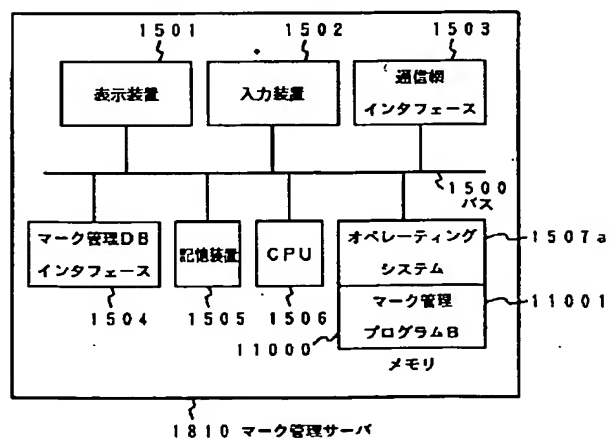 1501
1502
1503
表示装置
入力装置
通信網
インタフェース
1500
バス
マーク管理DB
インタフェース
記憶装置
CPU
オペレーティング
システム
1507a
マーク管理
プログラムB
11001
1504
1505
1506
11000
メモリ
1810 マーク管理サーバ